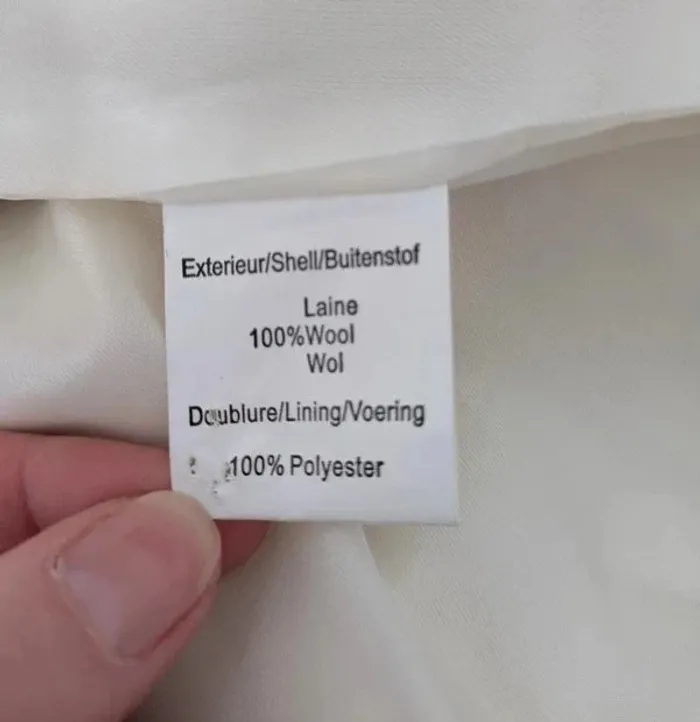 Exterieur/Shell/Buitenstof
Laine
100%Wool
Wol
Doublure/Lining/Voering
100% Polyester